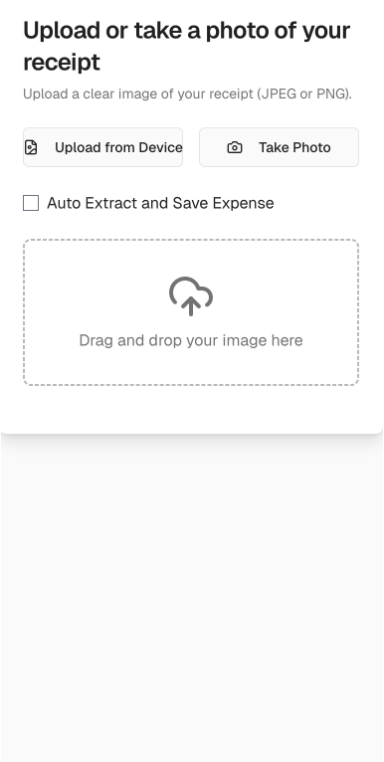 Upload or take a photo of your
receipt
Upload a clear image of your receipt (JPEG or PNG).
Upload from Device
Take Photo
Auto Extract and Save Expense
Drag and drop your image here